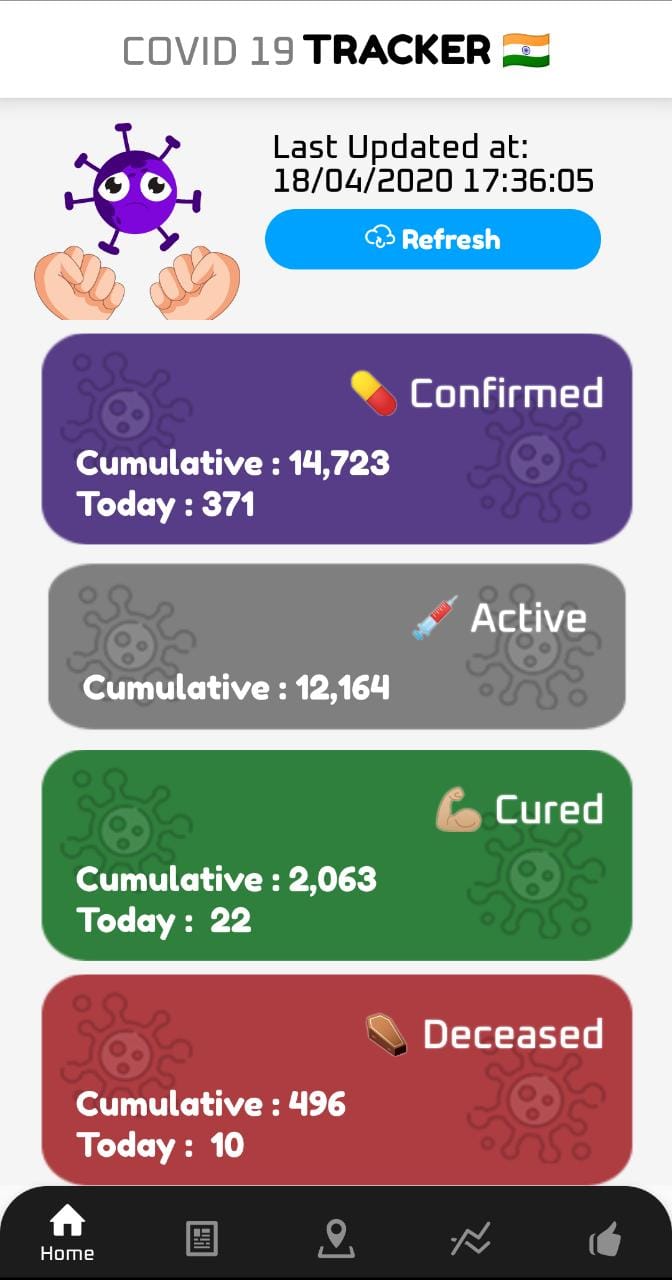 COVID 19 TRACKER
Last Updated at:
18/04/2020 17:36:05
Refresh
Confirmed
Cumulative : 14,723
Today : 371
Active
Cumulative : 12,164
Cured
Cumulative : 2,063
Today : 22
Deceased
Cumulative : 496
Today : 10
Home